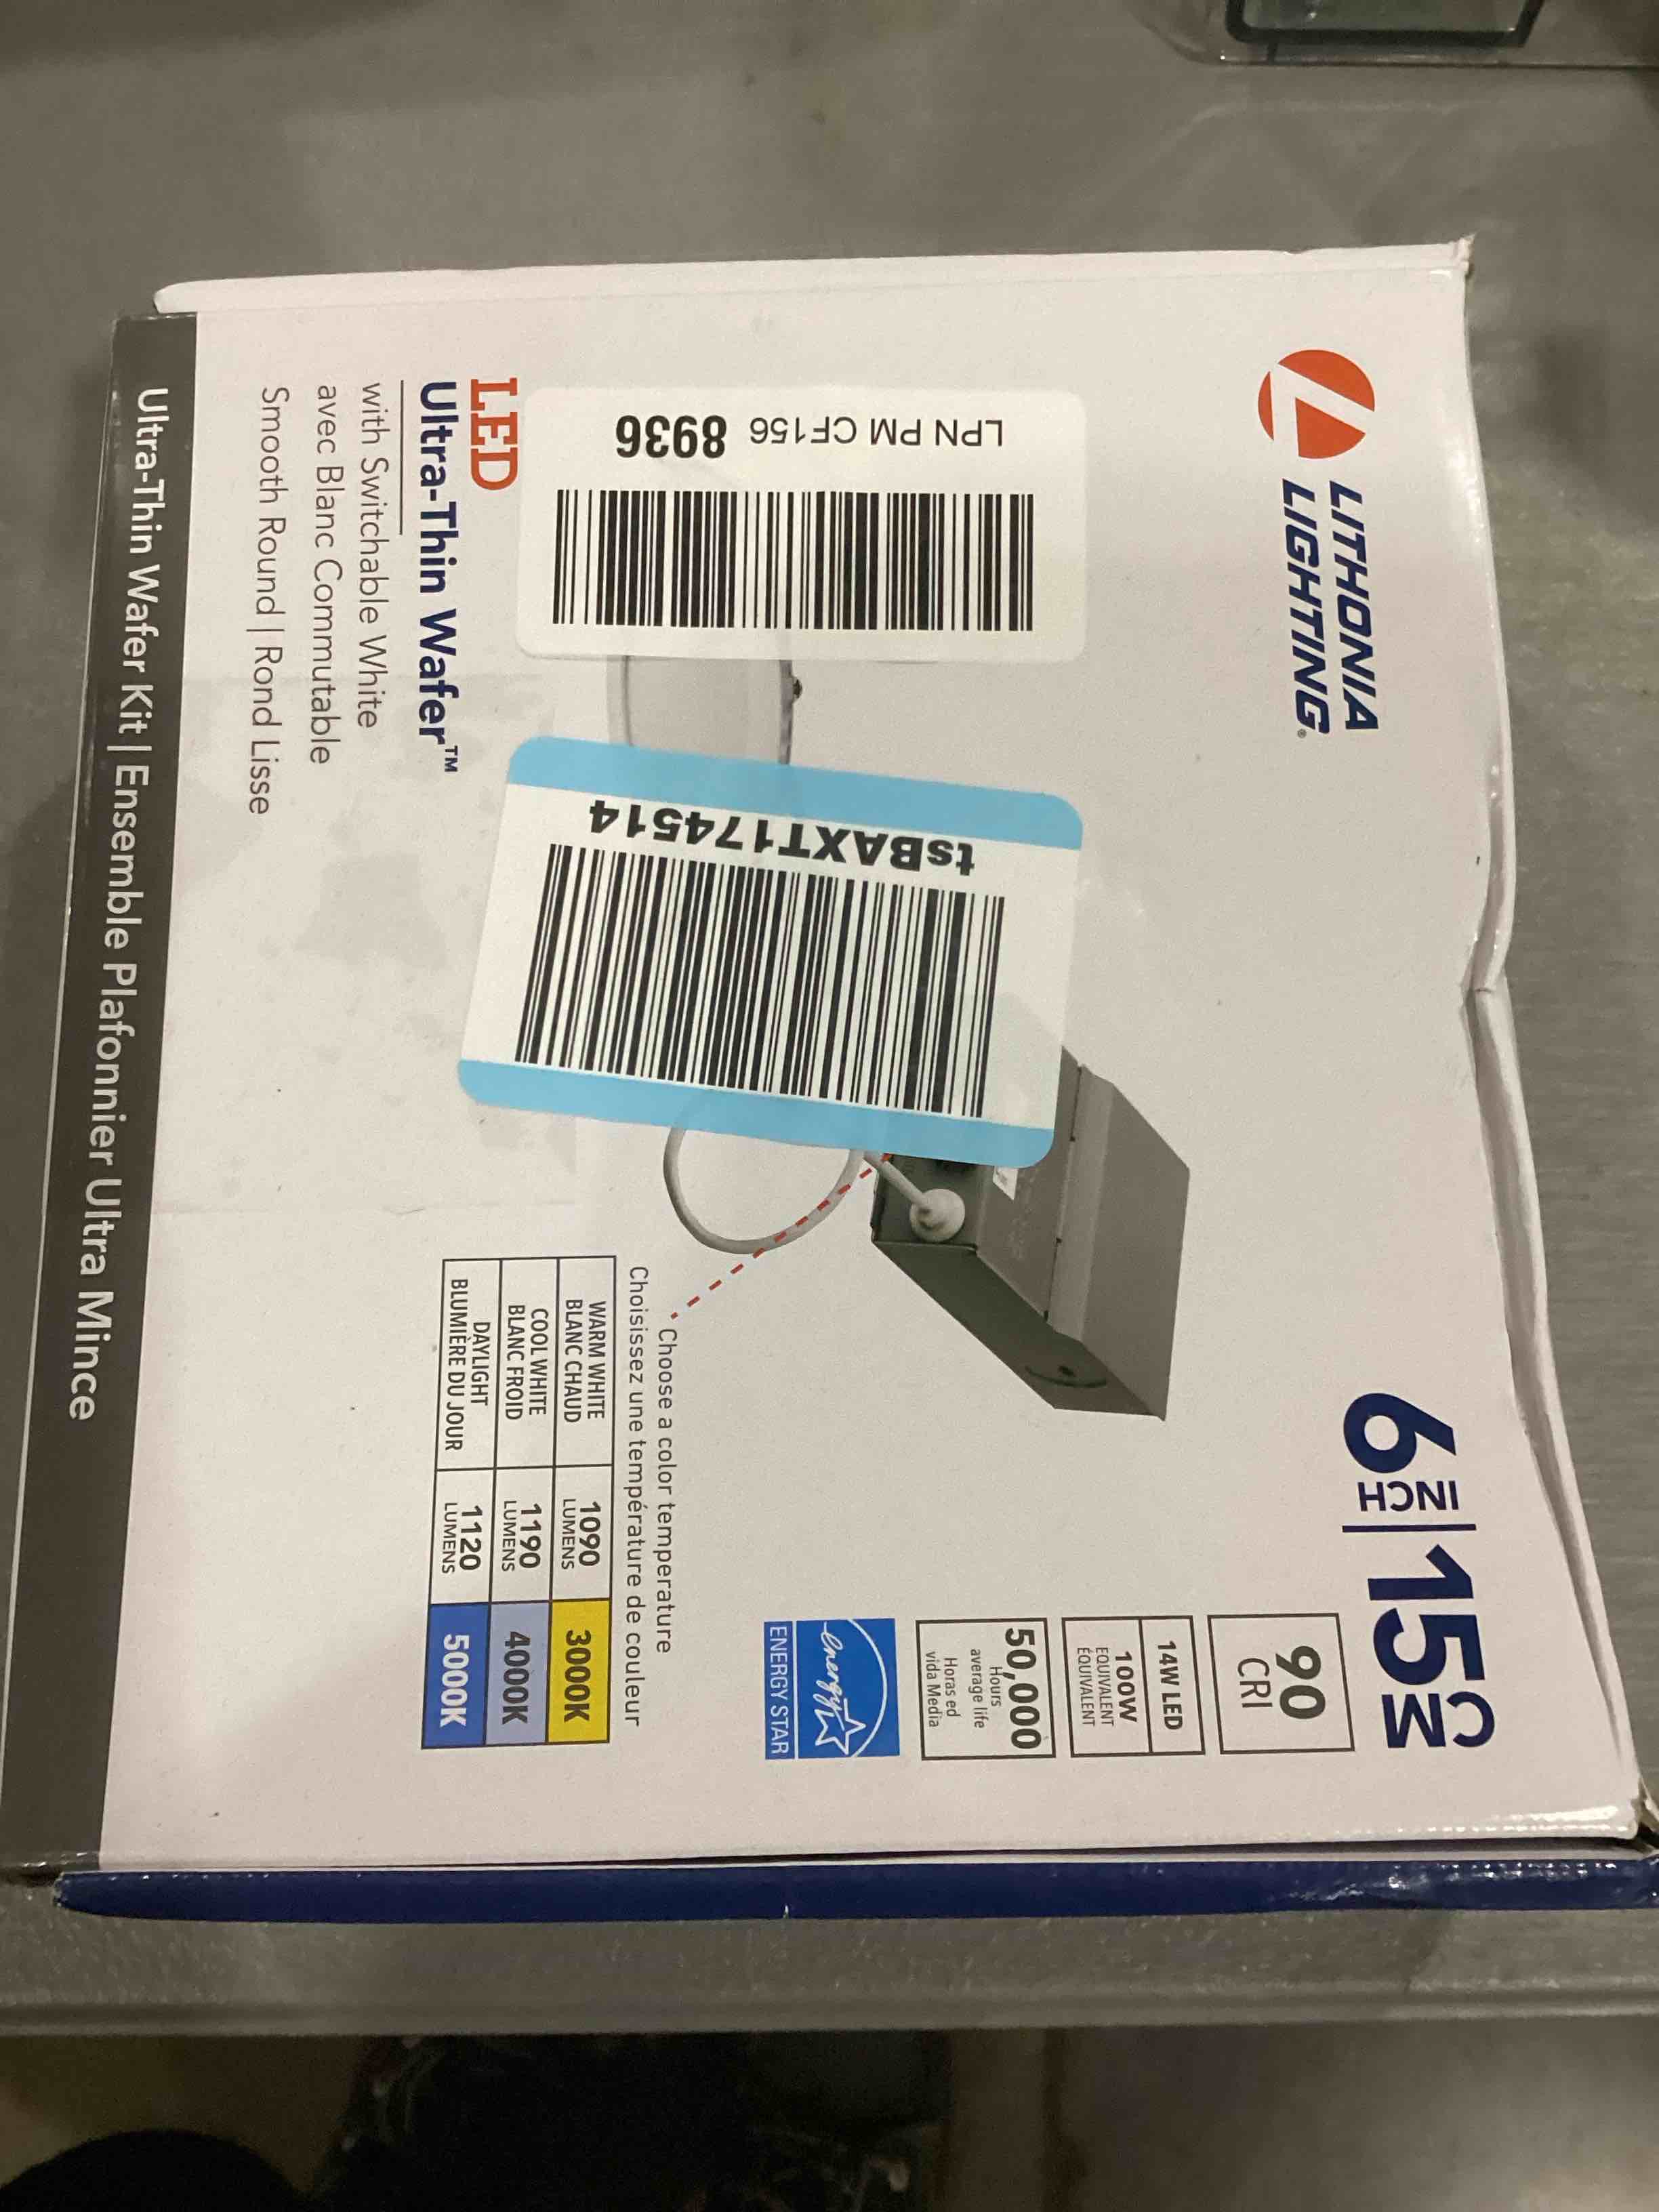 LITHONIA
LIGHTING®
6 INCH | 15 CM
90
CRI
14W LED
100W
EQUIVALENT
ÉQUIVALENT
50,000
Hours
average life
Horas ed
vida Media
energy
ENERGY STAR
LPN PM CF156 8936
tsBAXT174514
LED
Ultra-Thin Wafer™
with Switchable White
avec Blanc Commutable
Smooth Round | Rond Lisse
Choose a color temperature
Choisissez une température de couleur
WARM WHITE
BLANC CHAUD
1090
LUMENS
3000K
COOL WHITE
BLANC FROID
1190
LUMENS
4000K
DAYLIGHT
BLUMIÈRE DU JOUR
1120
LUMENS
5000K
Ultra-Thin Wafer Kit | Ensemble Plafonnier Ultra Mince